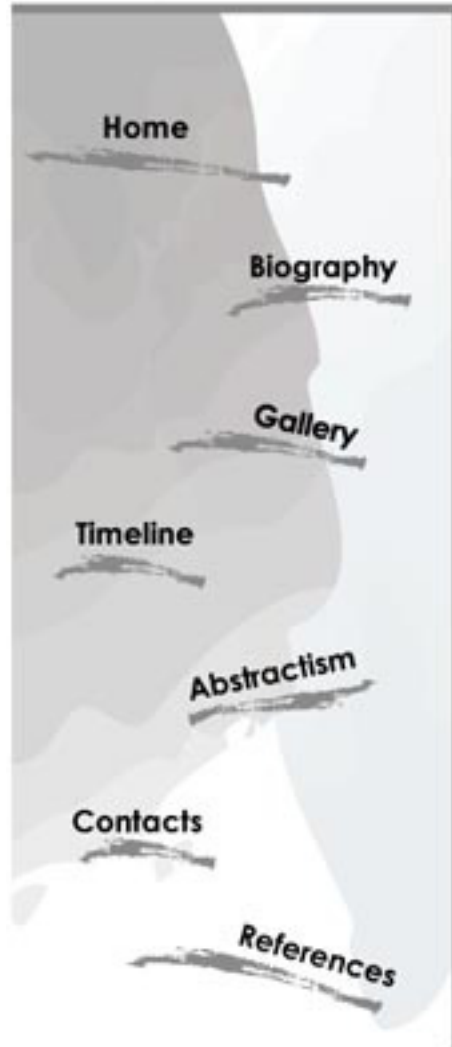 Home
Biography
Gallery
Timeline
Abstractism
Contacts
References